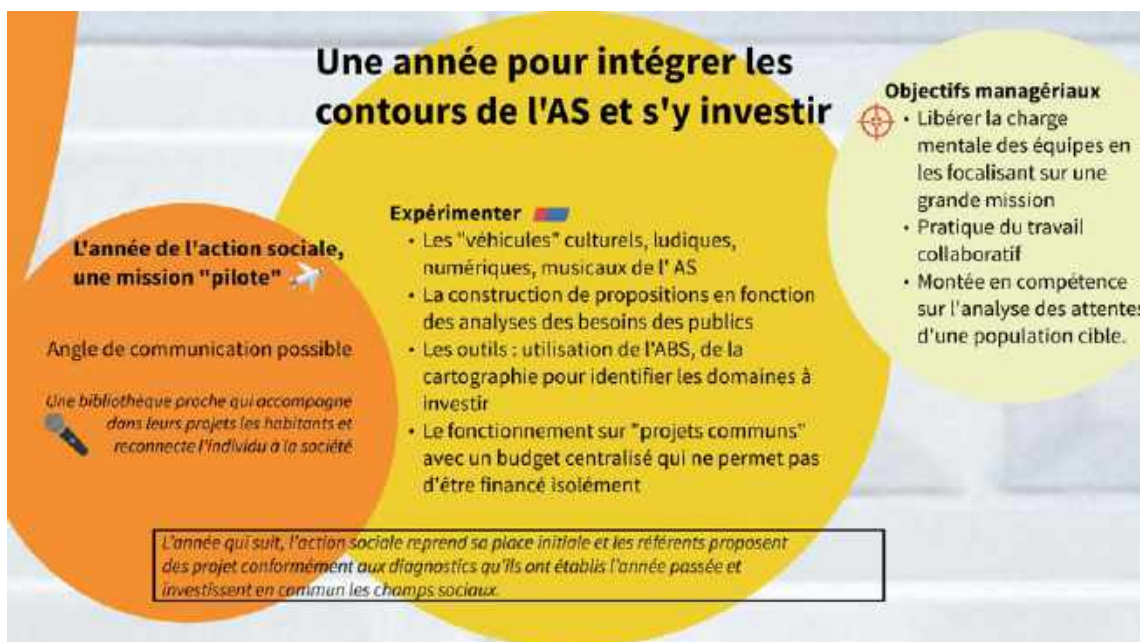 Une année pour intégrer les
contours de l'AS et s'y investir
L'année de l'action sociale,
une mission "pilote"
Angle de communication possible
Une bibliothèque proche qui accompagne
dans leurs projets les habitants et
reconnecte l'individu à la société
Expérimenter
• Les "véhicules" culturels, ludiques,
numériques, musicaux de l' AS
• La construction de propositions en fonction
des analyses des besoins des publics
• Les outils : utilisation de l'ABS, de la
cartographie pour identifier les domaines à
investir
• Le fonctionnement sur "projets communs"
avec un budget centralisé qui ne permet pas
d'être financé isolément
Objectifs managériaux
• Libérer la charge
mentale des équipes en
les focalisant sur une
grande mission
• Pratique du travail
collaboratif
• Montée en compétence
sur l'analyse des attentes
d'une population cible.
L'année qui suit, l'action sociale reprend sa place initiale et les référents proposent
des projet conformément aux diagnostics qu'ils ont établis l'année passée et
investissent en commun les champs sociaux.